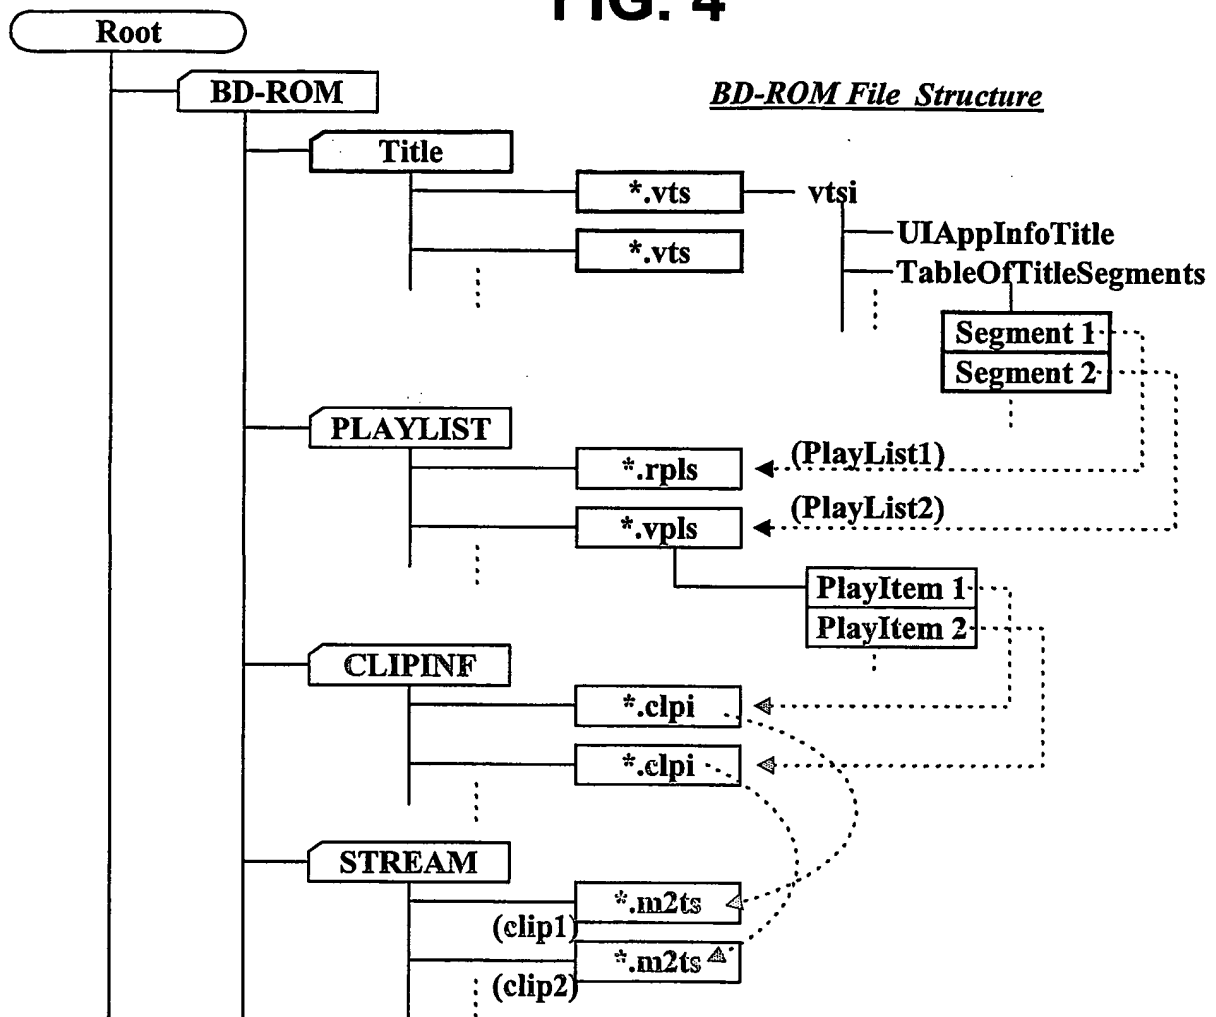 FIG. 4
Root
BD-ROM
BD-ROM File Structure
Title
*.vts
vtsi
UIAppInfoTitle
*.vts
TableOfTitleSegments
Segment 1
Segment 2
PLAYLIST
(PlayList1)
*.rpls
(PlayList2)
*.vpls
PlayItem 1
PlayItem 2
CLIPINF
*.clpi
*.clpi
STREAM
*.m2ts
(clip1)
*.m2ts
(clip2)